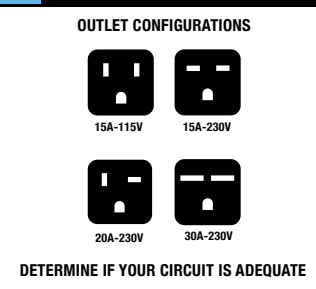 OUTLET CONFIGURATIONS
15A-115V 15A-230V
20A-230V 30A-230V
DETERMINE IF YOUR CIRCUIT IS ADEQUATE